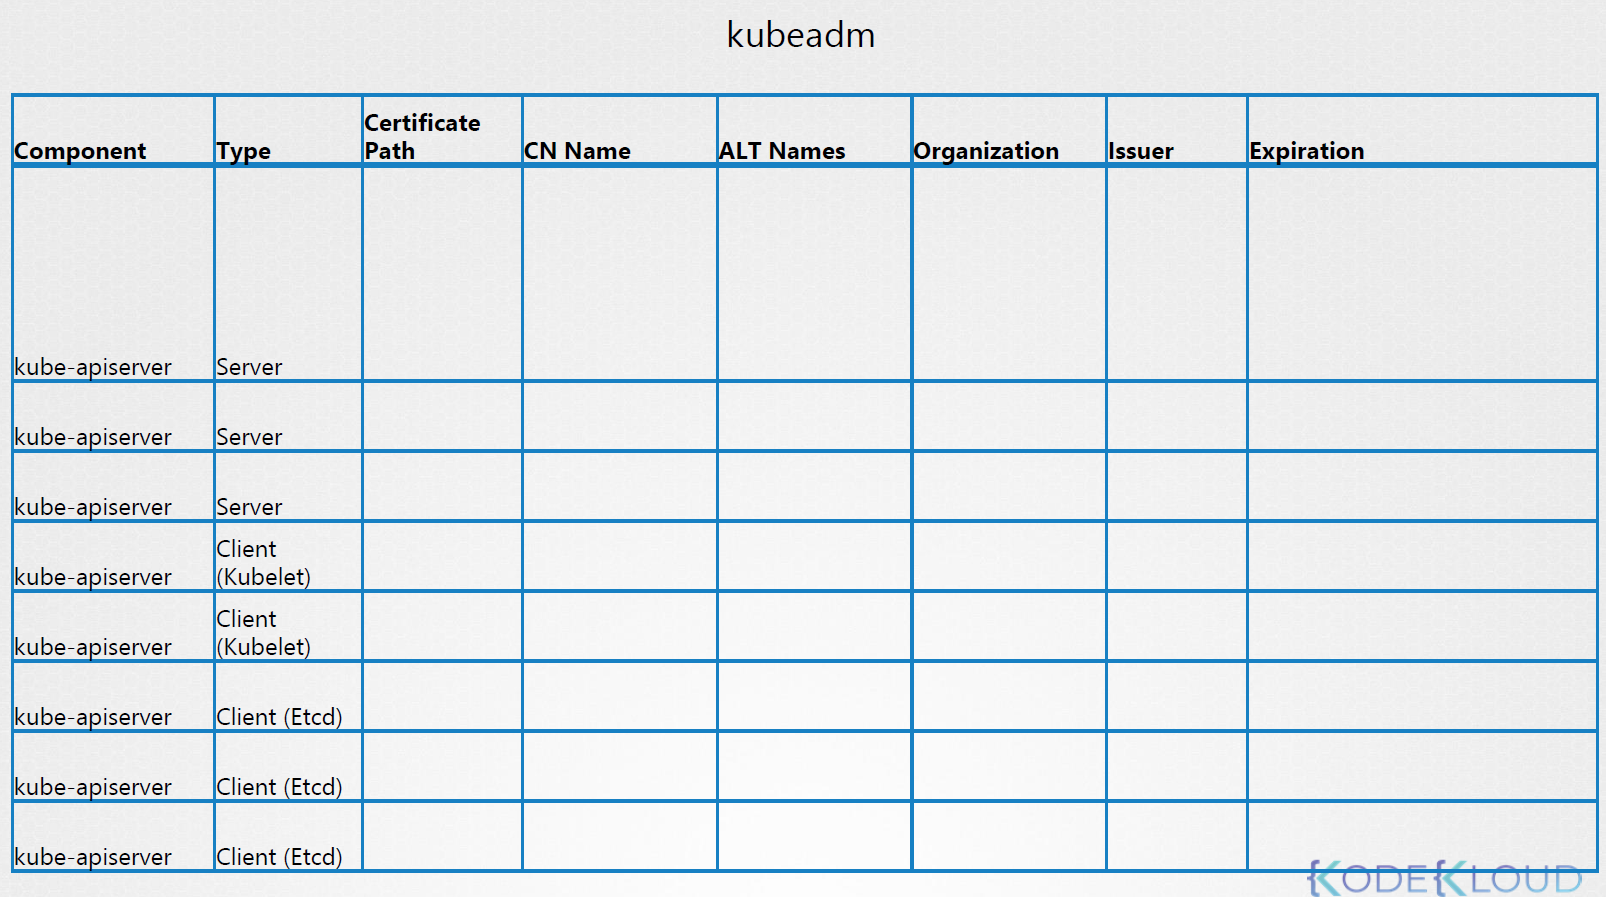 kubeadm
Certificate
Component Type Path CN Name ALT Names Organization Issuer Expiration
kube-apiserver Server
kube-apiserver Server
kube-apiserver Server
Client
kube-apiserver (Kubelet)
Client
kube-apiserver (Kubelet)
kube-apiserver Client (Etcd)
kube-apiserver Client (Etcd)
kube-apiserver Client (Etcd)
KODEKLOUD